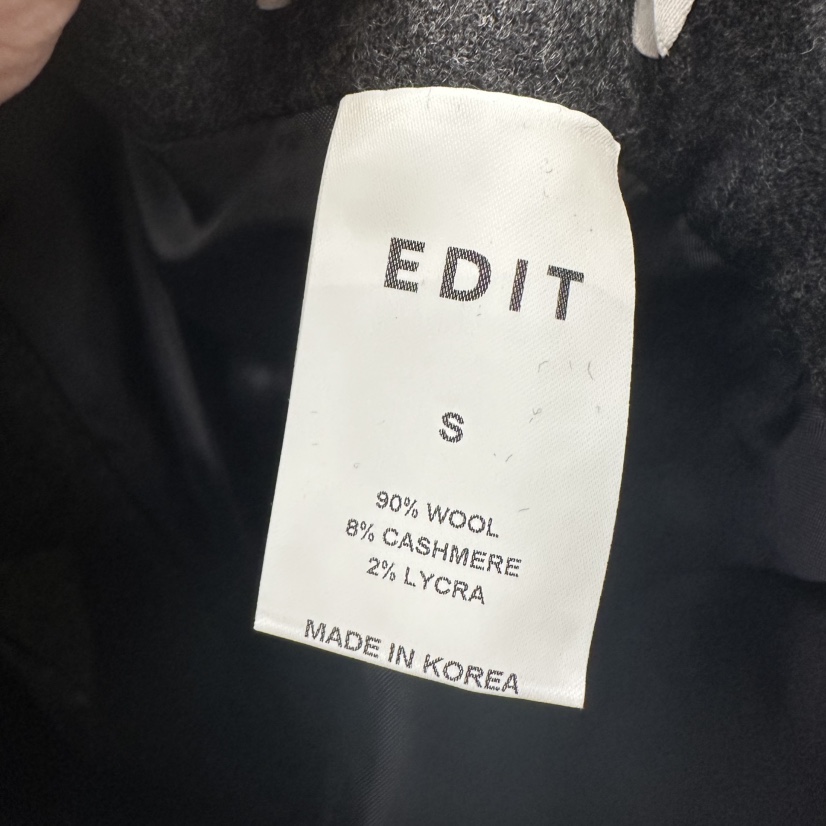 EDIT
S
90% WOOL
8% CASHMERE
2% LYCRA
MADE IN KOREA